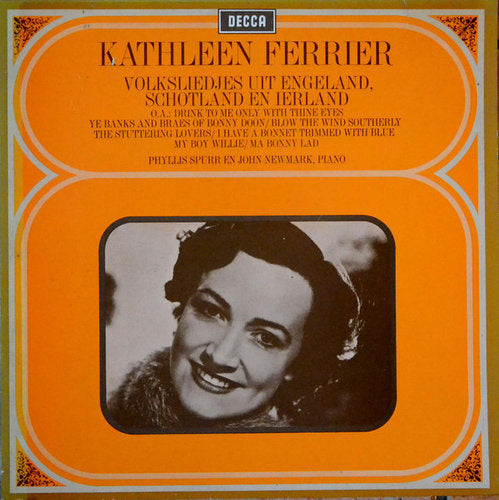 DECCA
KATHLEEN FERRIER
VOLKSLIEDJES UIT ENGELAND,
SCHOTLAND EN IERLAND
O.A.: DRINK TO ME ONLY WITH THINE EYES
YE BANKS AND BRAES OF BONNY DOON/BLOW THE WIND SOUTHERLY
THE STUTTERING LOVERS/I HAVE A BONNET TRIMMED WITH BLUE
MY BOY WILLIE/MA BONNY LAD
PHYLLIS SPURR EN JOHN NEWMARK, PIANO